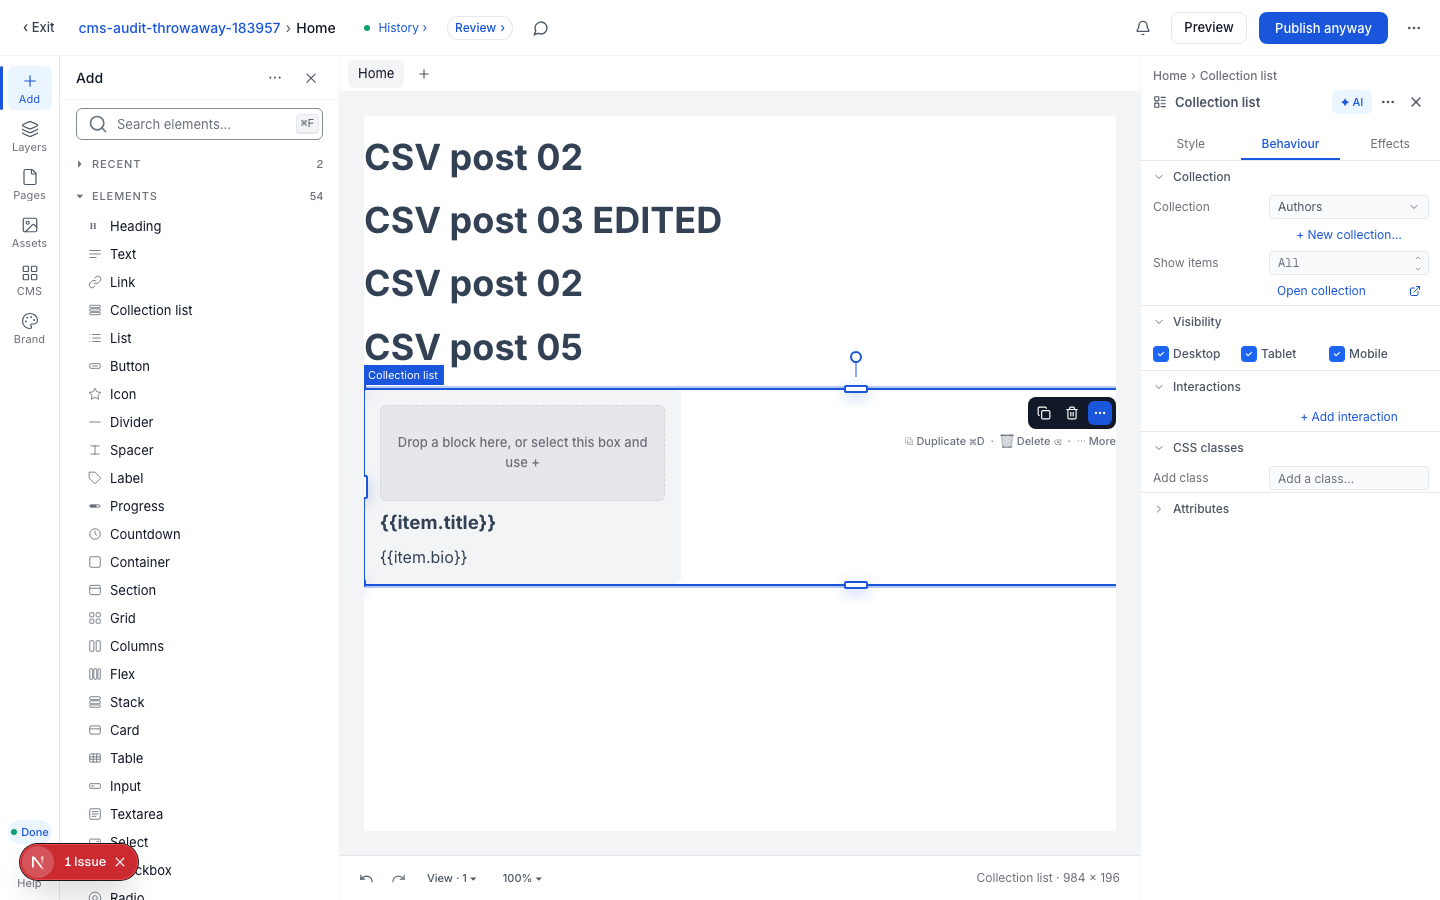 ‹ Exit
cms-audit-throwaway-183957 › Home
History ›
Review ›
Preview
Publish anyway
Add
Layers
Pages
Assets
CMS
Brand
Done
1 Issue
Help
Add
Search elements...
⌘F
RECENT 2
ELEMENTS 54
Heading
Text
Link
Collection list
List
Button
Icon
Divider
Spacer
Label
Progress
Countdown
Container
Section
Grid
Columns
Flex
Stack
Card
Table
Input
Textarea
Select
ckbox
Radio
Home
CSV post 02
CSV post 03 EDITED
CSV post 02
CSV post 05
Collection list
Drop a block here, or select this box and
use +
{{item.title}}
{{item.bio}}
Duplicate ⌘D · Delete ⌫ · ··· More
View · 1
100%
Collection list · 984 × 196
Home › Collection list
Collection list
AI
Style
Behaviour
Effects
Collection
Collection Authors
+ New collection...
Show items All
Open collection
Visibility
Desktop Tablet Mobile
Interactions
+ Add interaction
CSS classes
Add class Add a class...
Attributes